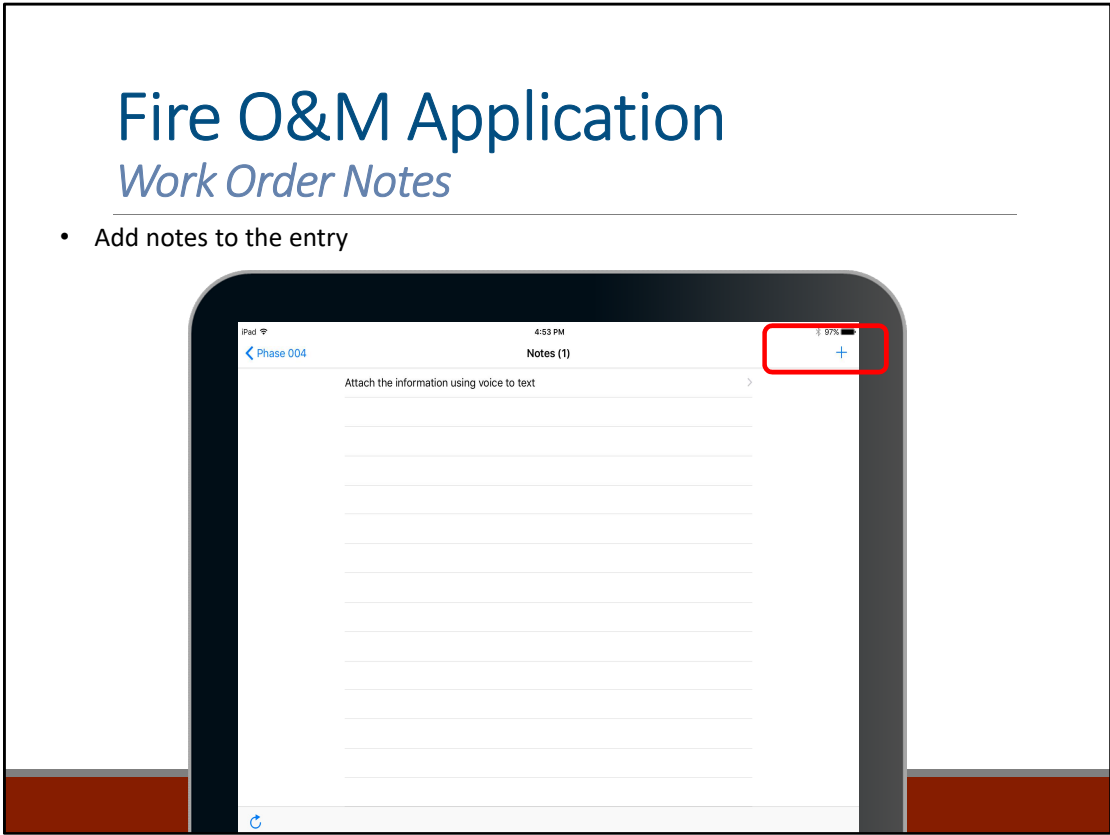 Fire O&M Application
Work Order Notes
• Add notes to the entry
iPad 4:53 PM 97%
Phase 004 Notes (1) +
Attach the information using voice to text